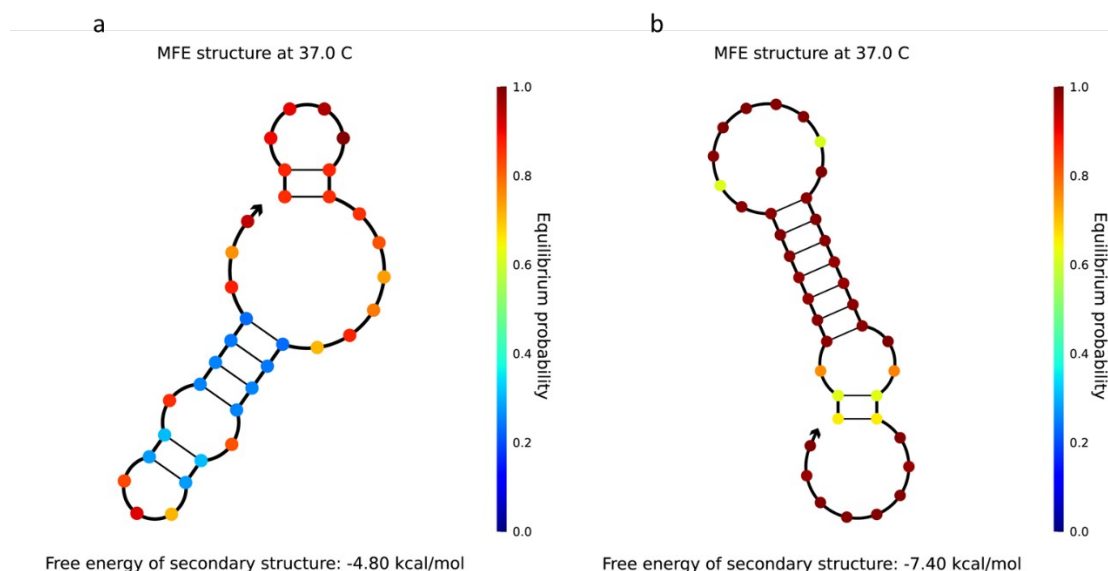 a
MFE structure at 37.0 C
1.0
0.8
0.6
0.4
0.2
0.0
Equilibrium probability
Free energy of secondary structure: -4.80 kcal/mol
b
MFE structure at 37.0 C
1.0
0.8
0.6
0.4
0.2
0.0
Equilibrium probability
Free energy of secondary structure: -7.40 kcal/mol